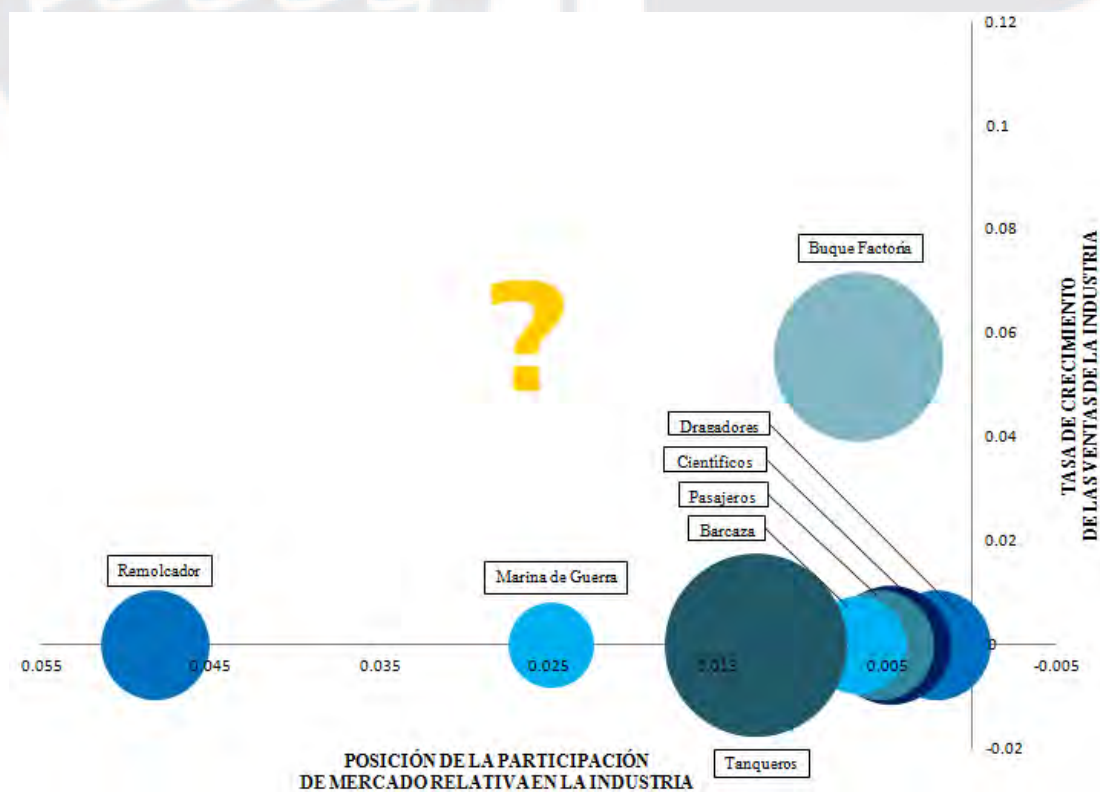 0.12
0.1
0.08
Buque Factoria
0.06
?
0.04
Dragadores
Científicos
Pasajeros
Barcaza
0.02
Remolcador
Marina de Guerra
0
0.055
0.045
0.035
0.025
0.015
0.005
-0.005
-0.02
Tanqueros
TASA DE CRECIMIENTO
DE LAS VENTAS DE LA INDUSTRIA
POSICIÓN DE LA PARTICIPACIÓN
DE MERCADO RELATIVA EN LA INDUSTRIA